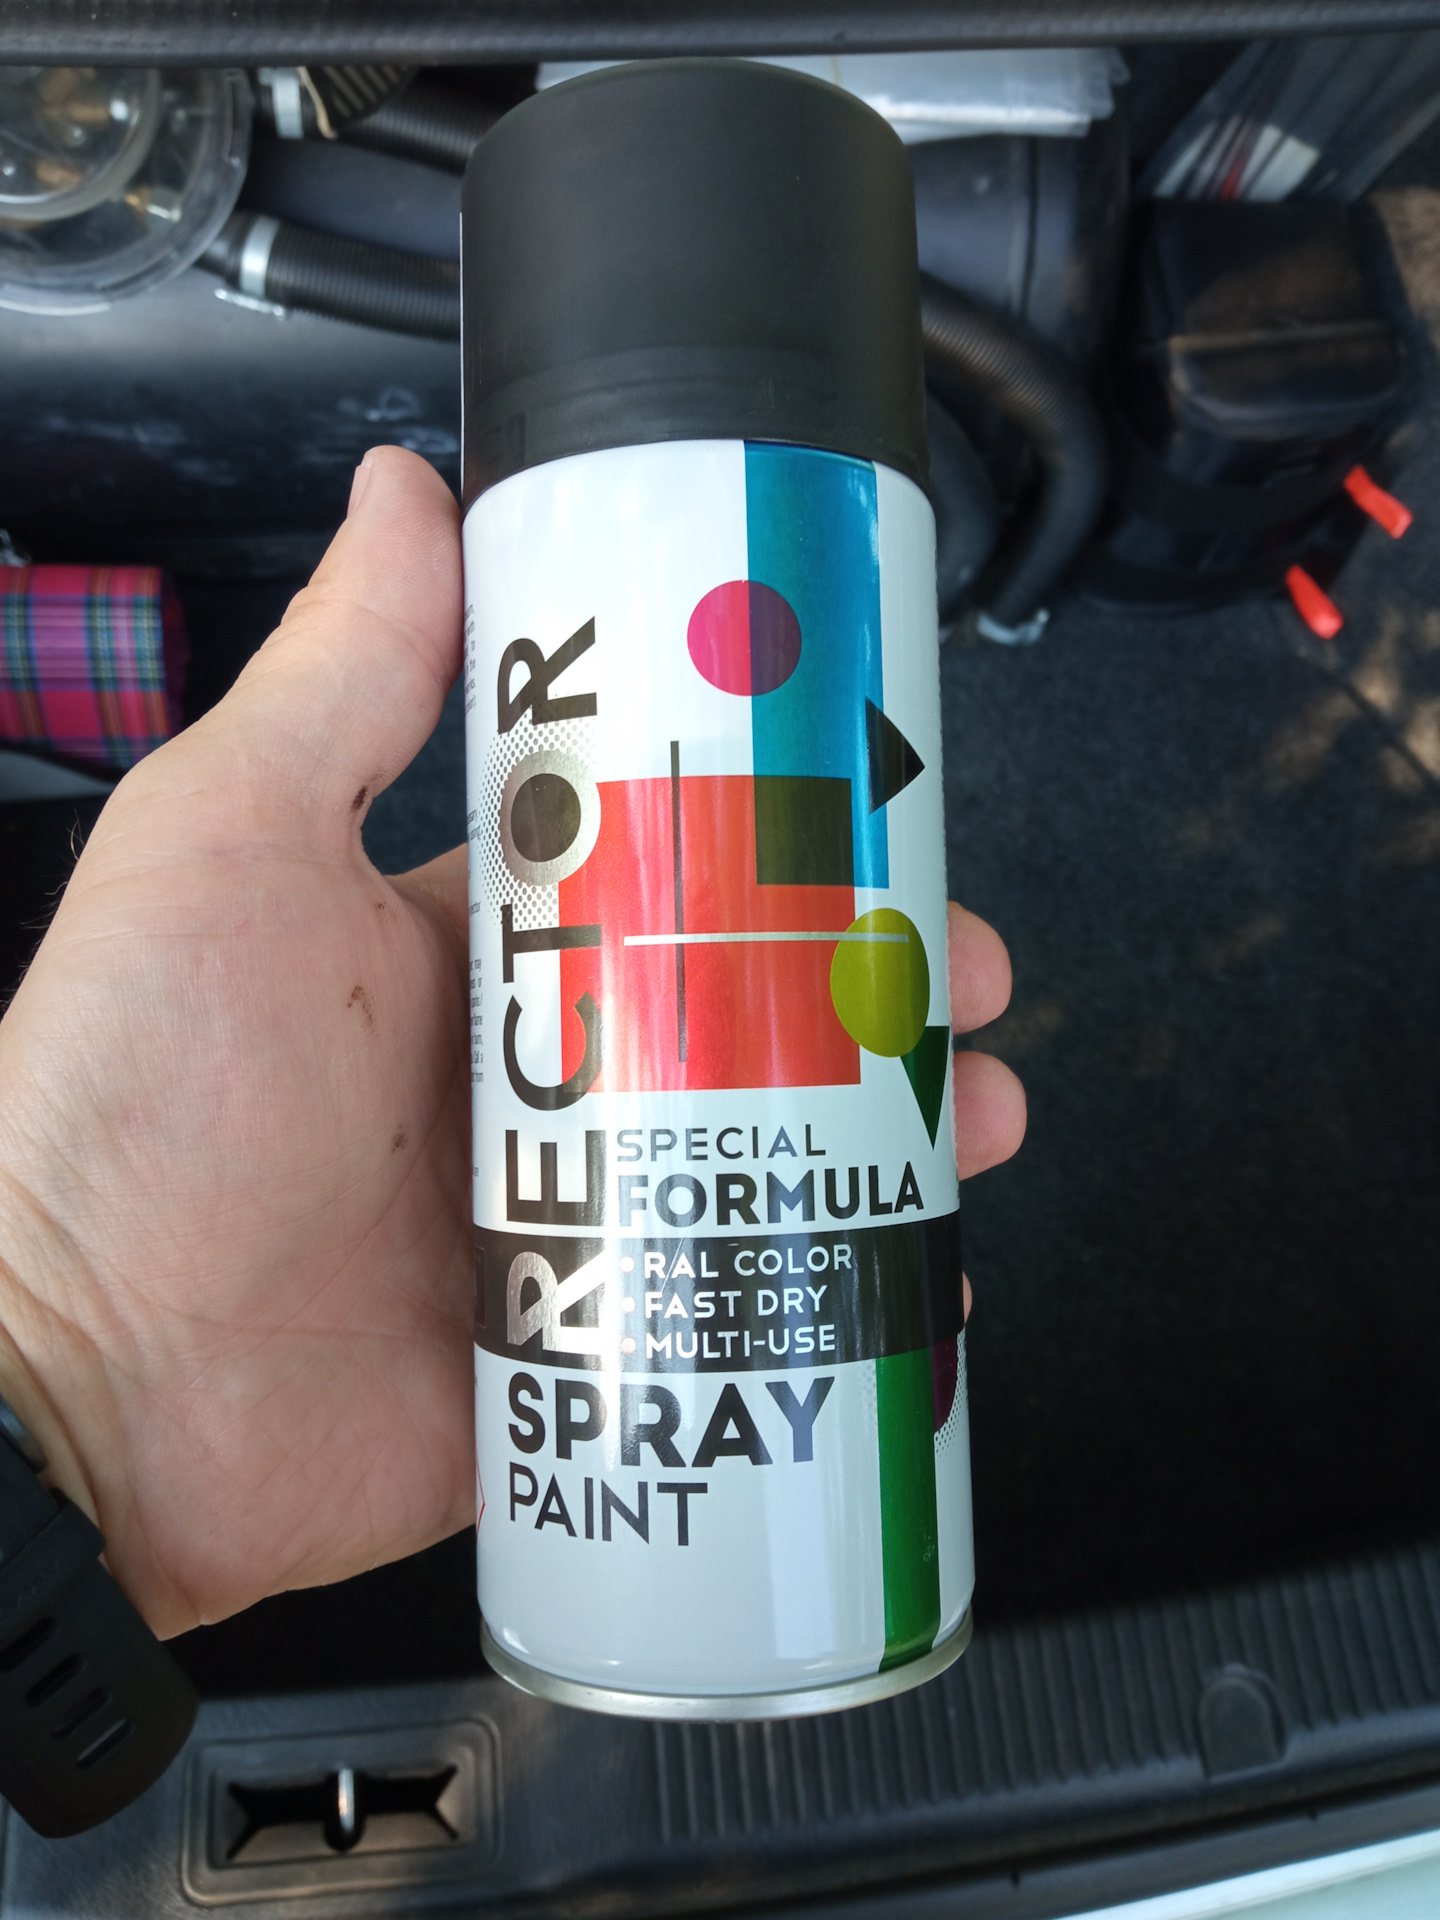 RECTOR
SPECIAL
FORMULA
• RAL COLOR
• FAST DRY
• MULTI-USE
SPRAY
PAINT